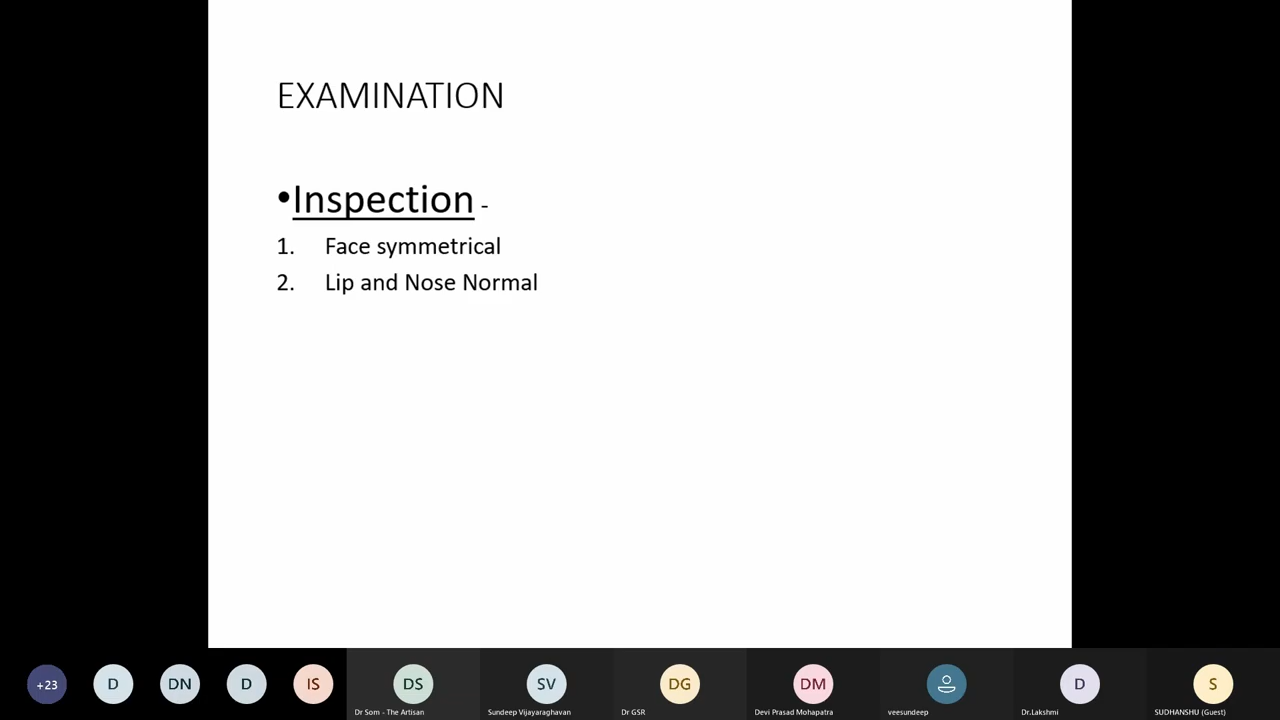 EXAMINATION
•Inspection -
1. Face symmetrical
2. Lip and Nose Normal
+23
D
DN
D
IS
DS
SV
DG
DM
D
S
Dr Som - The Artisan
Sundeep Vijayaraghavan
Dr GSR
Devi Prasad Mohapatra
veesundeep
Dr.Lakshmi
SUDHANSHU (Guest)